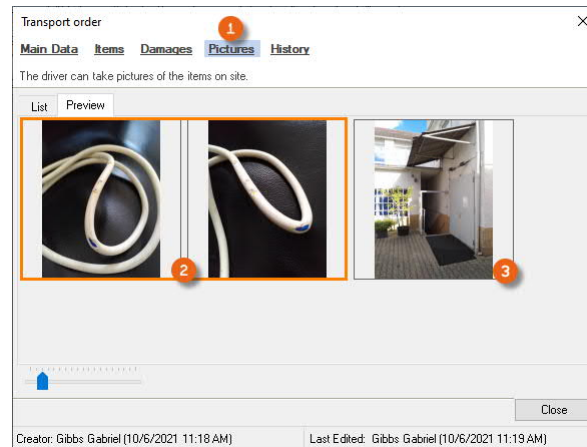 Transport order
1
Main Data Items Damages Pictures History
The driver can take pictures of the items on site.
List Preview
2
3
Close
Creator: Gibbs Gabriel (10/6/2021 11:18 AM) Last Edited: Gibbs Gabriel (10/6/2021 11:19 AM)